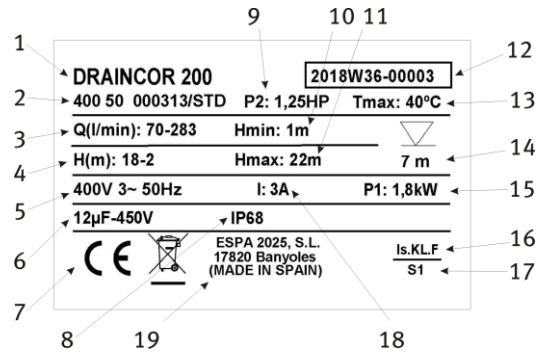 9 10 11
1 DRAINCOR 200 2018W36-00003 12
2 400 50 000313/STD P2: 1,25HP Tmax: 40ºC 13
3 Q(l/min): 70-283 Hmin: 1m
4 H(m): 18-2 Hmax: 22m 7 m 14
5 400V 3~ 50Hz I: 3A P1: 1,8kW 15
6 12µF-450V IP68
CE ESPA 2025, S.L. Is.KL.F 16
17820 Banyoles
7 (MADE IN SPAIN) S1 17
8 19 18